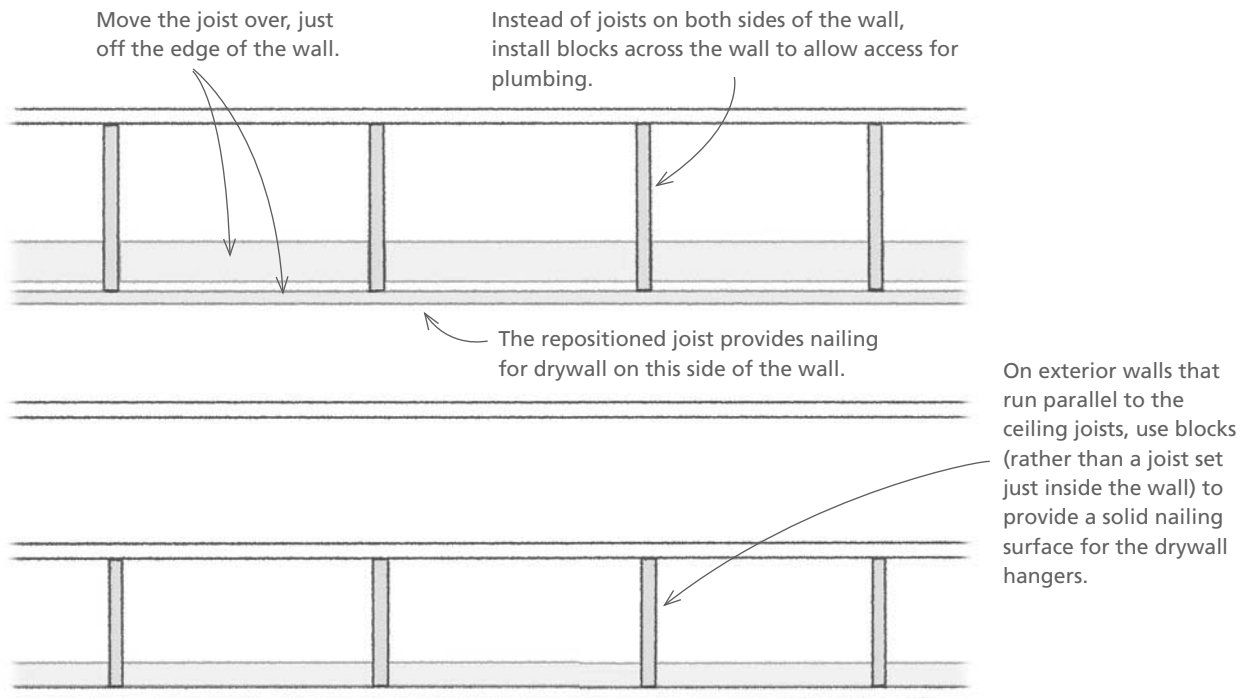 Move the joist over, just
off the edge of the wall.
Instead of joists on both sides of the wall,
install blocks across the wall to allow access for
plumbing.
The repositioned joist provides nailing
for drywall on this side of the wall.
On exterior walls that
run parallel to the
ceiling joists, use blocks
(rather than a joist set
just inside the wall) to
provide a solid nailing
surface for the drywall
hangers.